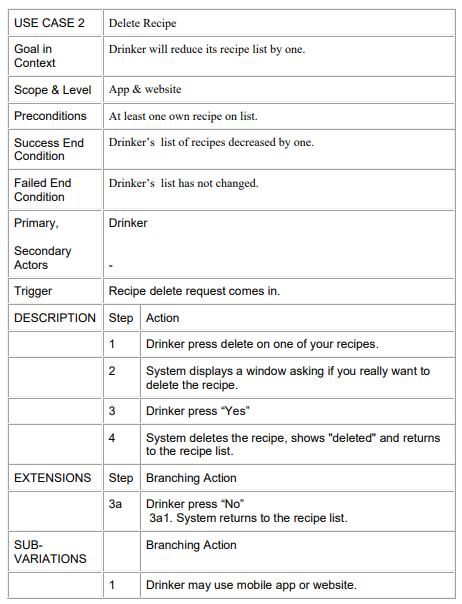 USE CASE 2 Delete Recipe
Goal in Drinker will reduce its recipe list by one.
Context
Scope & Level App & website
Preconditions At least one own recipe on list.
Success End Drinker's  list of recipes decreased by one.
Condition
Failed End Drinker's  list has not changed.
Condition
Primary, Drinker
Secondary
Actors -
Trigger Recipe delete request comes in.
DESCRIPTION Step Action
1 Drinker press delete on one of your recipes.
2 System displays a window asking if you really want to
delete the recipe.
3 Drinker press “Yes”
4 System deletes the recipe, shows "deleted" and returns
to the recipe list.
EXTENSIONS Step Branching Action
3a Drinker press “No”
3a1. System returns to the recipe list.
SUB- Branching Action
VARIATIONS
1 Drinker may use mobile app or website.